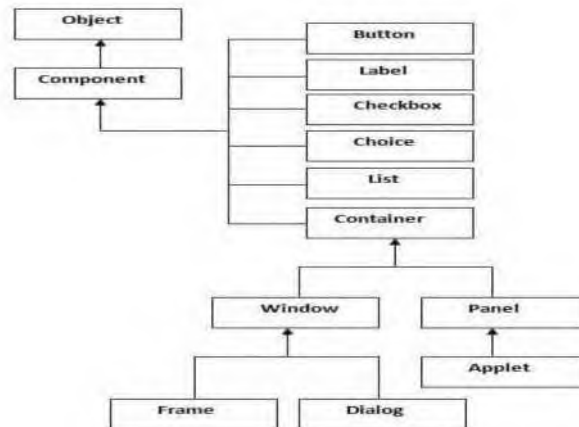 Object
Component
Button
Label
Checkbox
Choice
List
Container
Window
Panel
Applet
Frame
Dialog